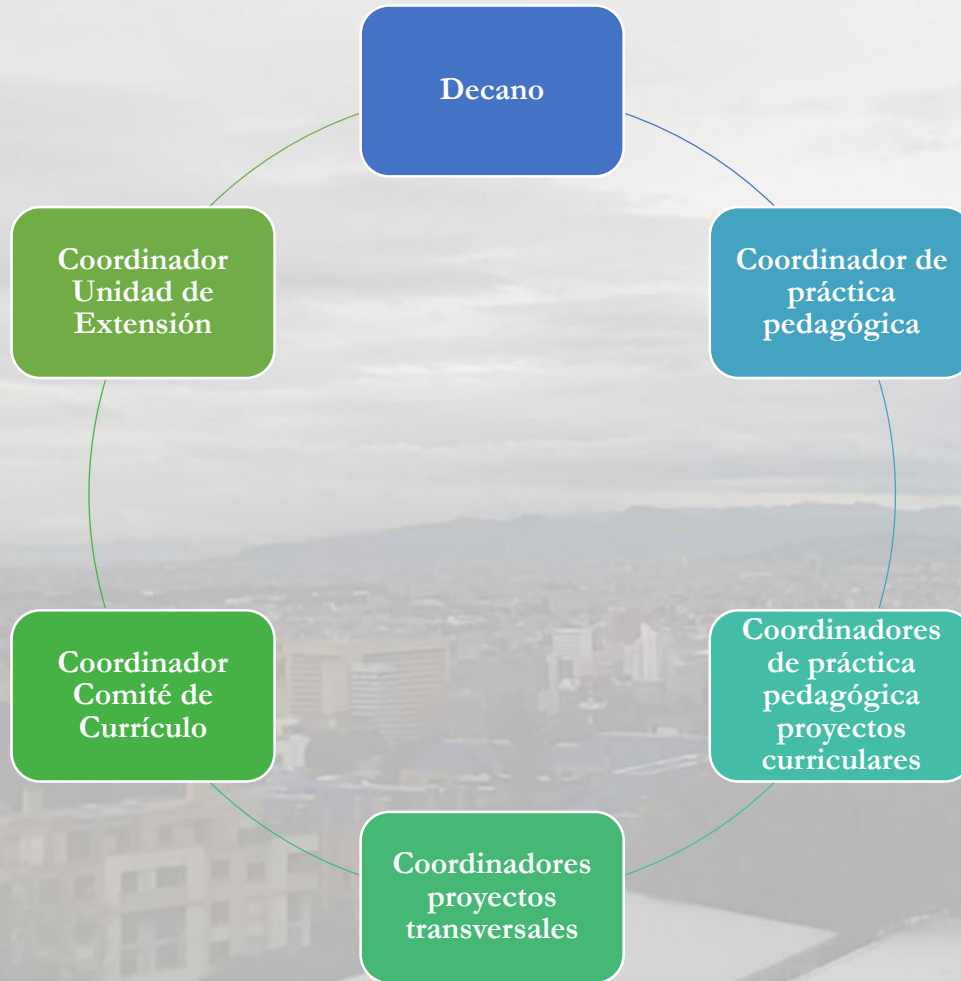 Decano
Coordinador de
práctica
pedagógica
Coordinadores
de práctica
pedagógica
proyectos
curriculares
Coordinadores
proyectos
transversales
Coordinador
Comité de
Currículo
Coordinador
Unidad de
Extensión